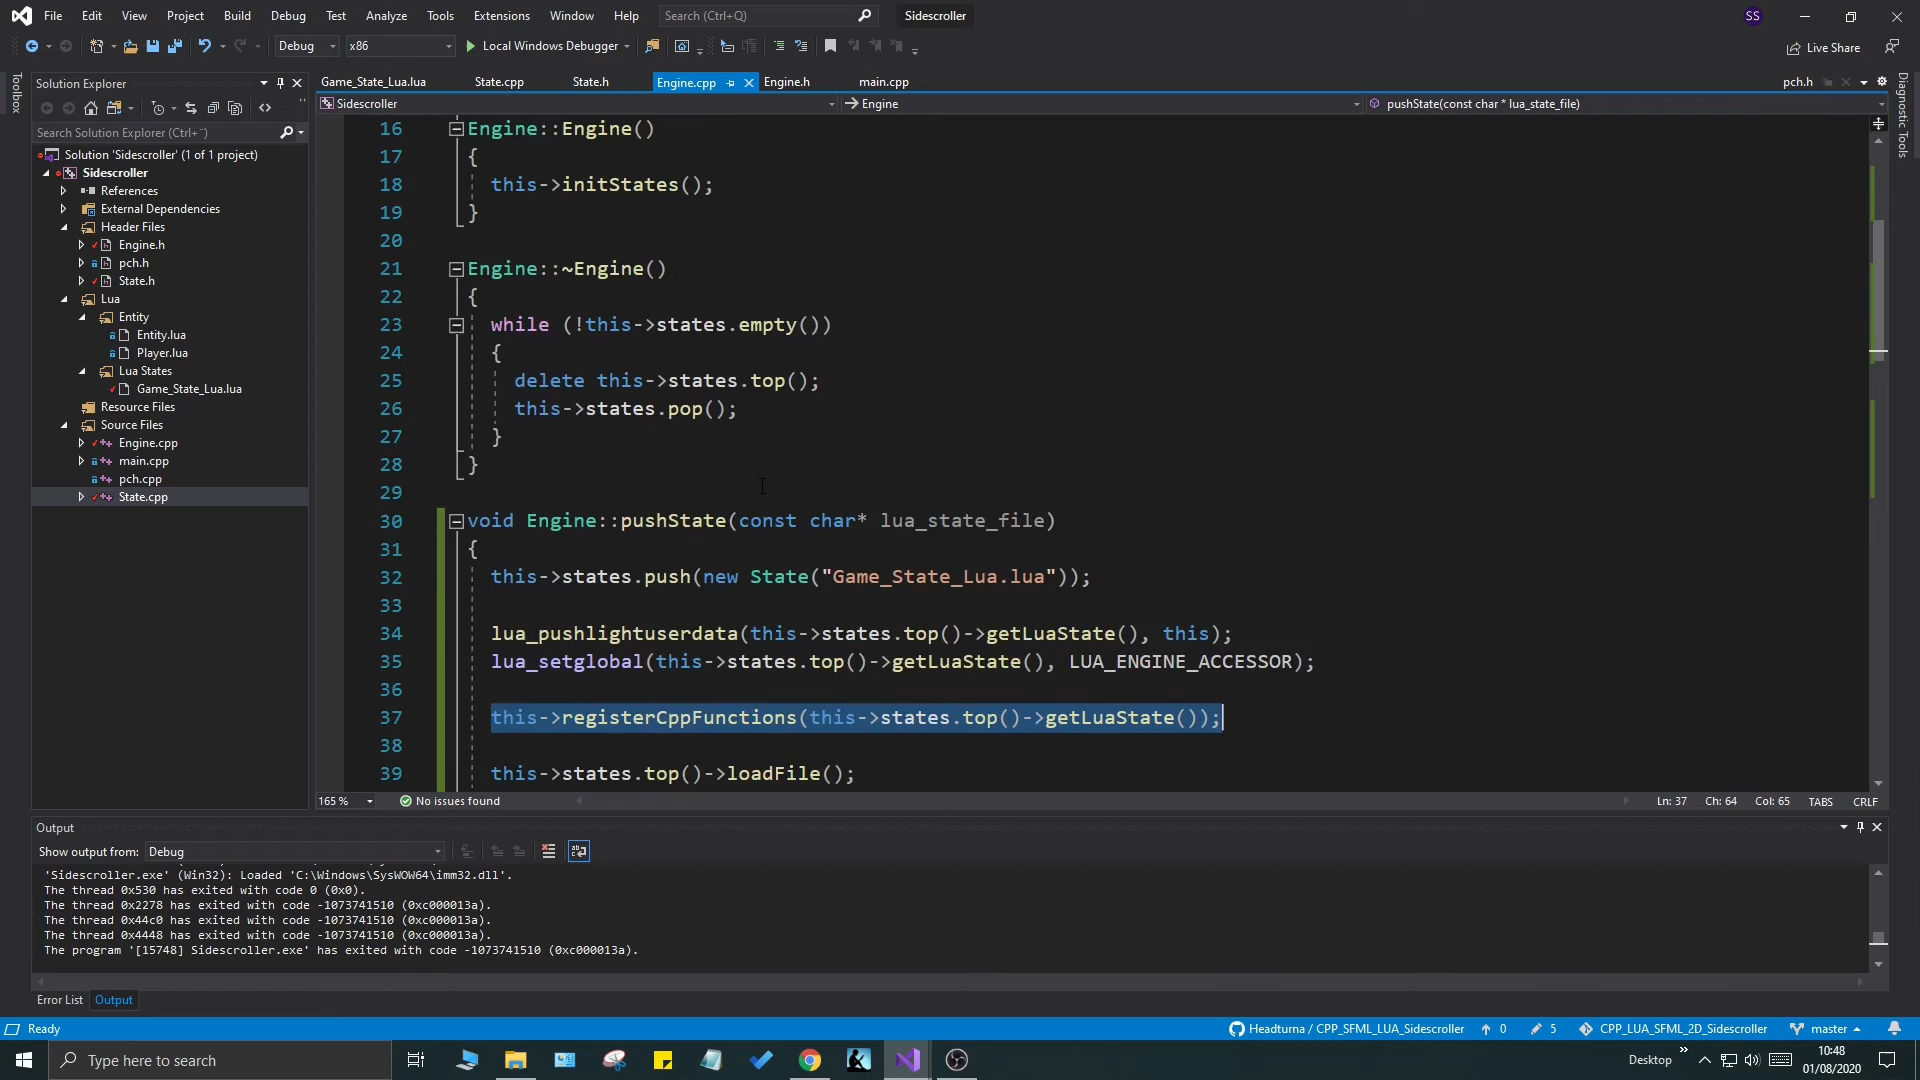 File Edit View Project Build Debug Test Analyze Tools Extensions Window Help Search (Ctrl+Q) Sidescroller SS
Debug x86 Local Windows Debugger Live Share
Toolbox
Solution Explorer
Search Solution Explorer (Ctrl+¨)
Solution 'Sidescroller' (1 of 1 project)
Sidescroller
References
External Dependencies
Header Files
Engine.h
pch.h
State.h
Lua
Entity
Entity.lua
Player.lua
Lua States
Game_State_Lua.lua
Resource Files
Source Files
Engine.cpp
main.cpp
pch.cpp
State.cpp
Game_State_Lua.lua State.cpp State.h Engine.cpp Engine.h main.cpp pch.h
Sidescroller Engine pushState(const char * lua_state_file)
Diagnostic Tools
16 Engine::Engine()
17 {
18 this->initStates();
19 }
20
21 Engine::~Engine()
22 {
23 while (!this->states.empty())
24 {
25 delete this->states.top();
26 this->states.pop();
27 }
28 }
29
30 void Engine::pushState(const char* lua_state_file)
31 {
32 this->states.push(new State("Game_State_Lua.lua"));
33
34 lua_pushlightuserdata(this->states.top()->getLuaState(), this);
35 lua_setglobal(this->states.top()->getLuaState(), LUA_ENGINE_ACCESSOR);
36
37 this->registerCppFunctions(this->states.top()->getLuaState());
38
39 this->states.top()->loadFile();
165 % No issues found Ln: 37 Ch: 64 Col: 65 TABS CRLF
Output
Show output from: Debug
'Sidescroller.exe' (Win32): Loaded 'C:\Windows\SysWOW64\imm32.dll'.
The thread 0x530 has exited with code 0 (0x0).
The thread 0x2278 has exited with code -1073741510 (0xc000013a).
The thread 0x44c0 has exited with code -1073741510 (0xc000013a).
The thread 0x4448 has exited with code -1073741510 (0xc000013a).
The program '[15748] Sidescroller.exe' has exited with code -1073741510 (0xc000013a).
Error List Output
Ready Headturna / CPP_SFML_LUA_Sidescroller 0 5 CPP_LUA_SFML_2D_Sidescroller master
Type here to search Desktop 10:48
01/08/2020